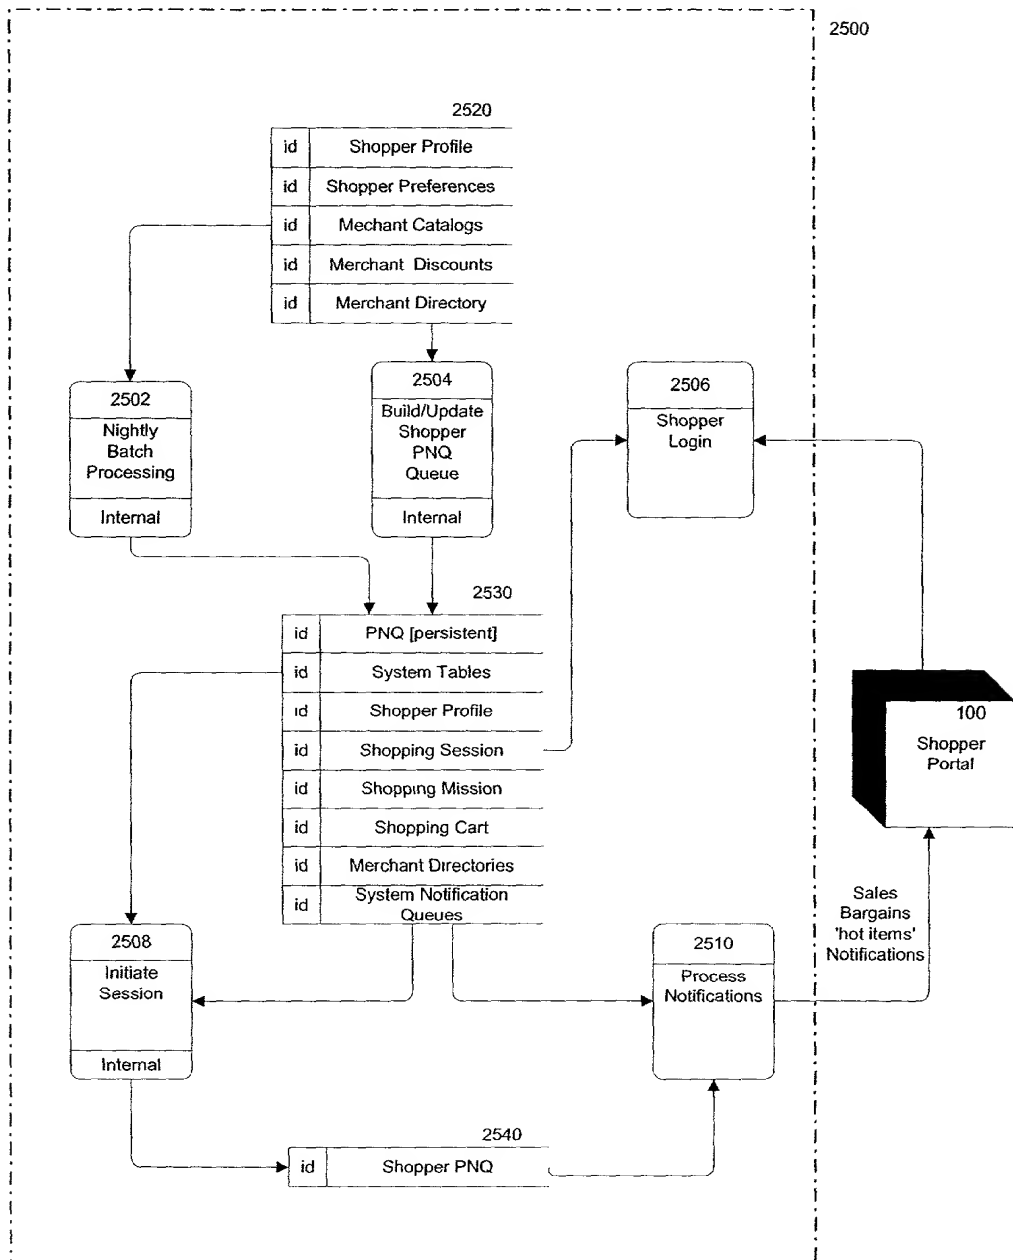 2500
2520
id Shopper Profile
id Shopper Preferences
id Mechant Catalogs
id Merchant Discounts
id Merchant Directory
2502
Nightly
Batch
Processing
Internal
2504
Build/Update
Shopper
PNQ
Queue
Internal
2506
Shopper
Login
2530
id PNQ [persistent]
id System Tables
id Shopper Profile
id Shopping Session
id Shopping Mission
id Shopping Cart
id Merchant Directories
id System Notification
Queues
100
Shopper
Portal
Sales
Bargains
'hot items'
Notifications
2508
Initiate
Session
Internal
2510
Process
Notifications
2540
id Shopper PNQ